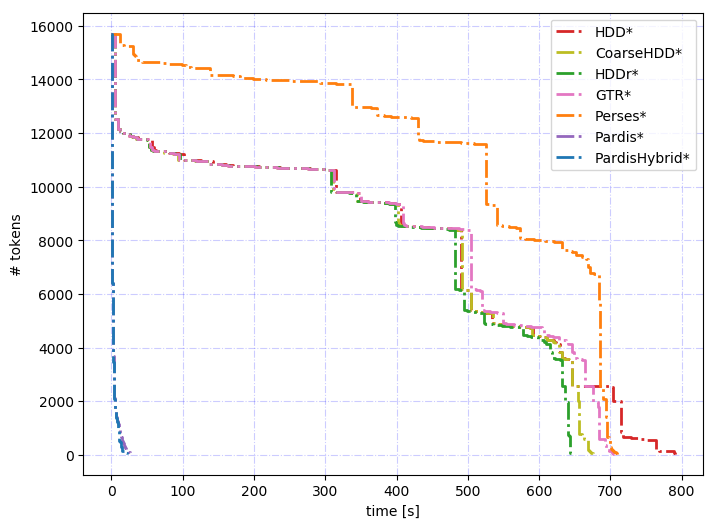 16000
14000
12000
10000
8000
6000
4000
2000
0
# tokens
0 100 200 300 400 500 600 700 800
time [s]
HDD*
CoarseHDD*
HDDr*
GTR*
Perses*
Pardis*
PardisHybrid*